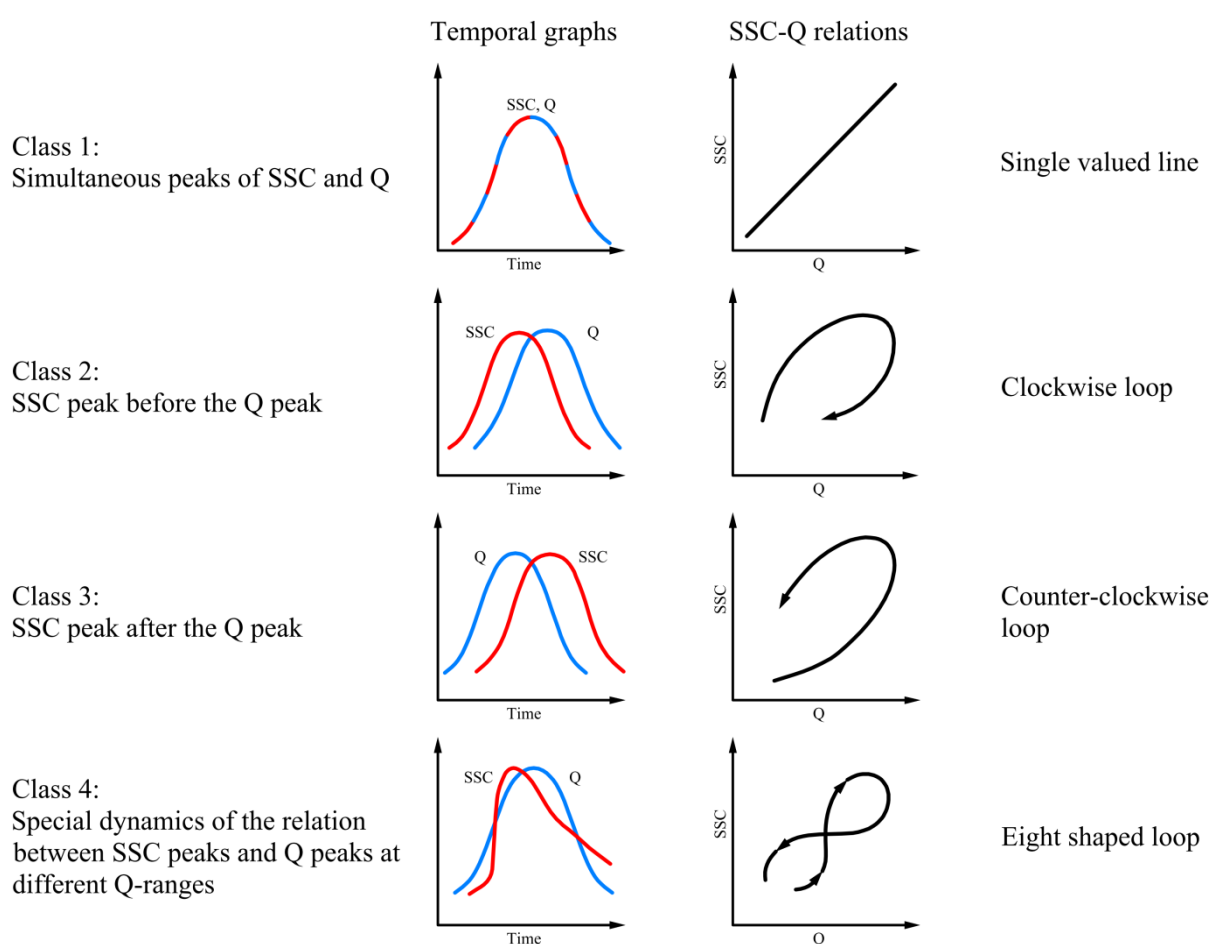 Temporal graphs
SSC-Q relations
Class 1:
Simultaneous peaks of SSC and Q
SSC, Q
Time
SSC
Q
Single valued line
Class 2:
SSC peak before the Q peak
SSC
Q
Time
SSC
Q
Clockwise loop
Class 3:
SSC peak after the Q peak
Q
SSC
Time
SSC
Q
Counter-clockwise
loop
Class 4:
Special dynamics of the relation
between SSC peaks and Q peaks at
different Q-ranges
SSC
Q
Time
SSC
Q
Eight shaped loop